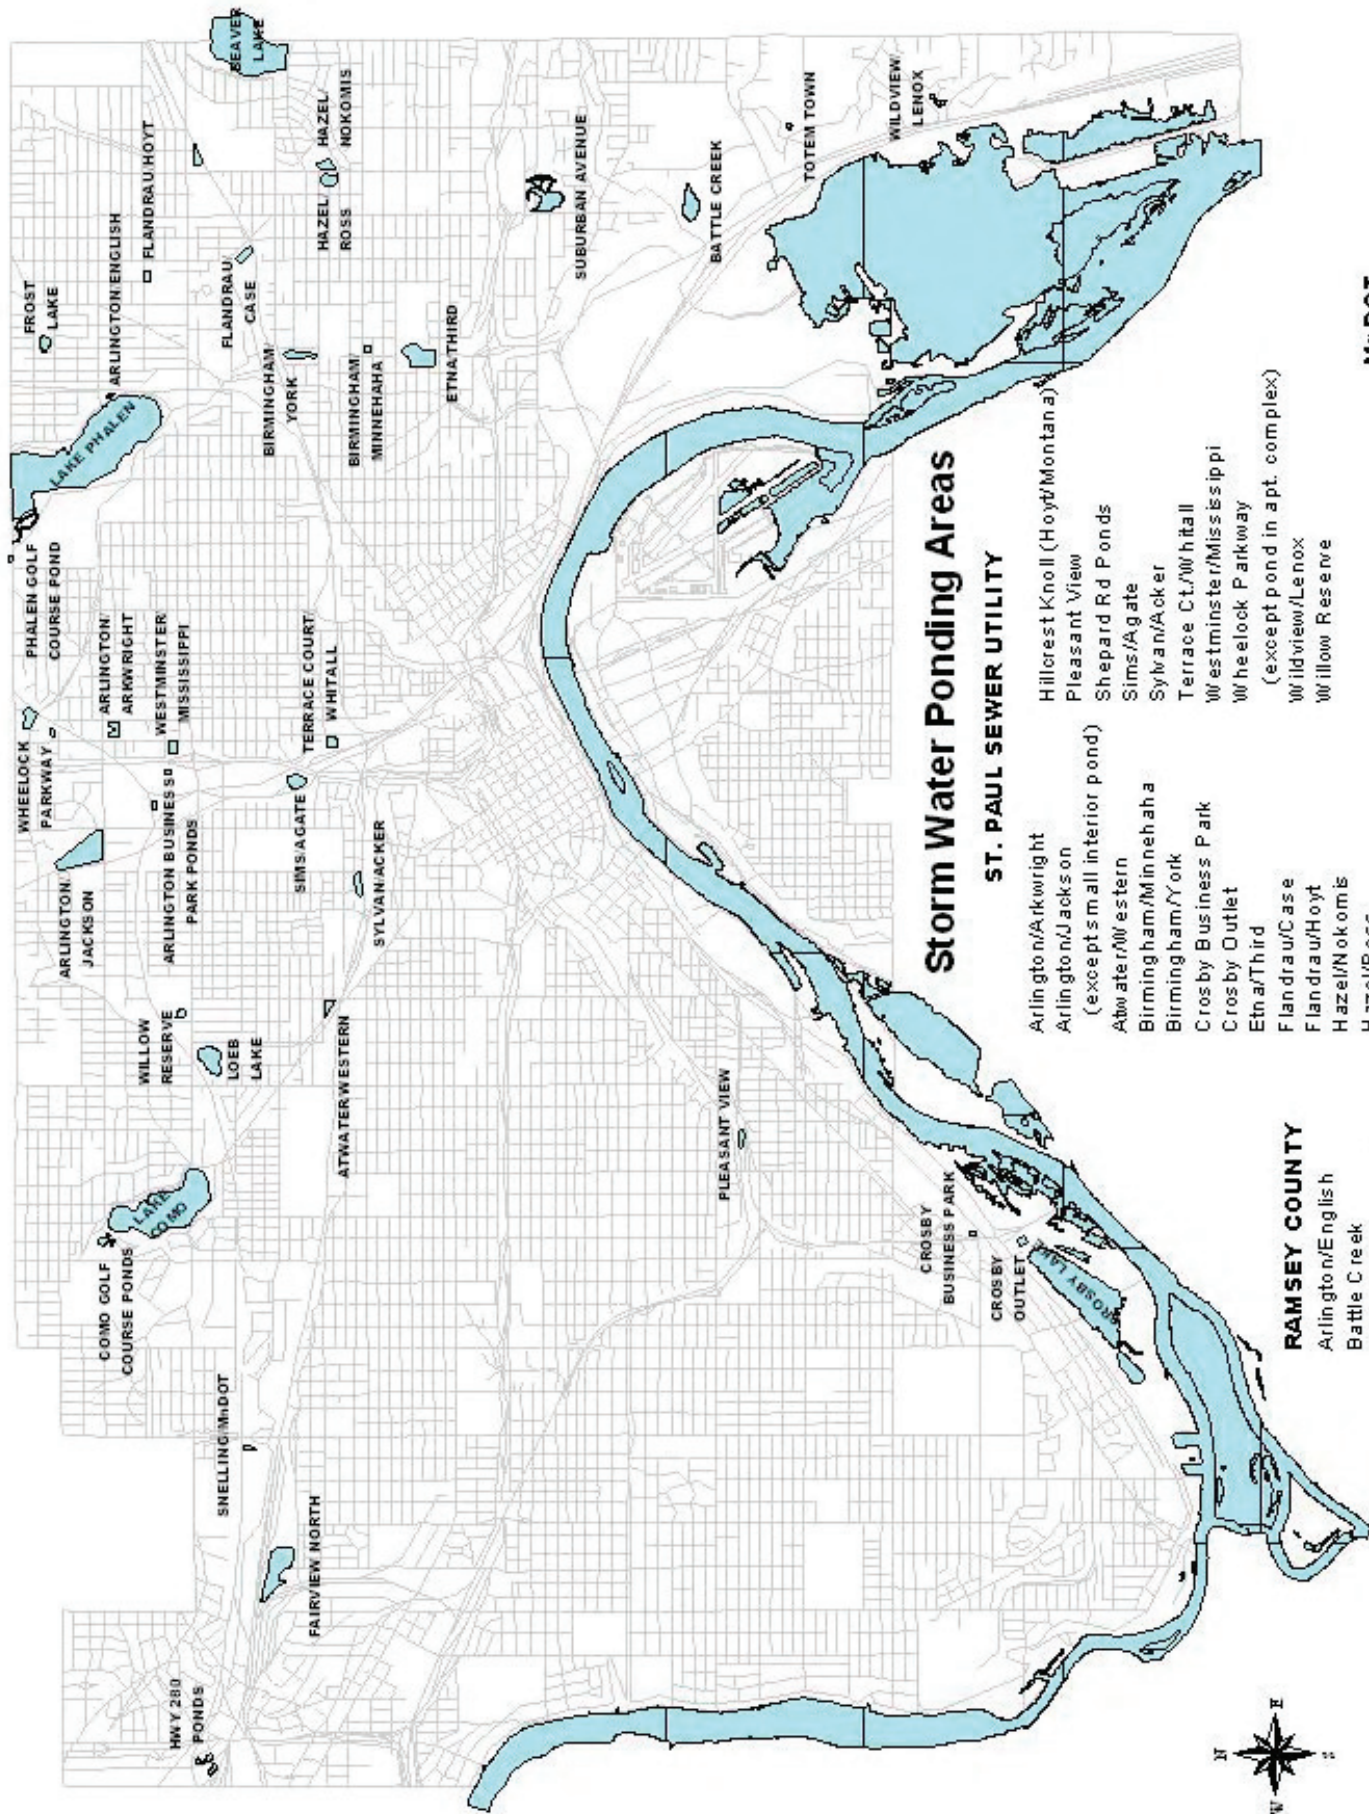 HWY 280
PONDS
FAIRVIEW NORTH
SNELLING/MnDOT
COMO GOLF
COURSE PONDS
LAKE
COMO
WILLOW
RESERVE
LOEB
LAKE
ATWATER/WESTERN
ARLINGTON/
JACKSON
ARLINGTON BUSINESS
PARK PONDS
WHEELOCK
PARKWAY
PHALEN GOLF
COURSE POND
ARLINGTON/
ARKWRIGHT
WESTMINSTER/
MISSISSIPPI
SIMS/AGATE
TERRACE COURT/
WHITALL
SYLVAN/ACKER
LAKE PHALEN
FROST
LAKE
ARLINGTON/ENGLISH
FLANDRAU/HOYT
FLANDRAU/
CASE
BIRMINGHAM/
YORK
BIRMINGHAM/
MINNEHAHA
ETNA/THIRD
BEAVER
LAKE
HAZEL/
NOKOMIS
HAZEL/
ROSS
SUBURBAN AVENUE
BATTLE CREEK
TOTEM TOWN
WILDVIEW/
LENOX
PLEASANT VIEW
CROSBY
BUSINESS PARK
CROSBY
OUTLET
CROSBY LAKE
N
W
E
Storm Water Ponding Areas
ST. PAUL SEWER UTILITY
Arlington/Arkwright
Arlington/Jackson
(except small interior pond)
Atwater/Western
Birmingham/Minnehaha
Birmingham/York
Crosby Business Park
Crosby Outlet
Etna/Third
Flandrau/Case
Flandrau/Hoyt
Hazel/Nokomis
Hazel/Ross
Hillcrest Knoll (Hoyt/Montana)
Pleasant View
Shepard Rd Ponds
Sims/Agate
Sylvan/Acker
Terrace Ct./Whitall
Westminster/Mississippi
Wheelock Parkway
(except pond in apt. complex)
Wildview/Lenox
Willow Reserve
RAMSEY COUNTY
Arlington/English
Battle Creek
MnDOT